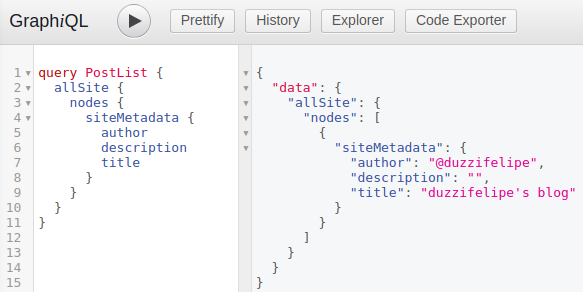 GraphiQL Prettify History Explorer Code Exporter
1 query PostList {
2 allSite {
3 nodes {
4 siteMetadata {
5 author
6 description
7 title
8 }
9 }
10 }
11 }
12
13
14
15
{
"data": {
"allSite": {
"nodes": [
{
"siteMetadata": {
"author": "@duzzifelipe",
"description": "",
"title": "duzzifelipe's blog"
}
}
]
}
}
}